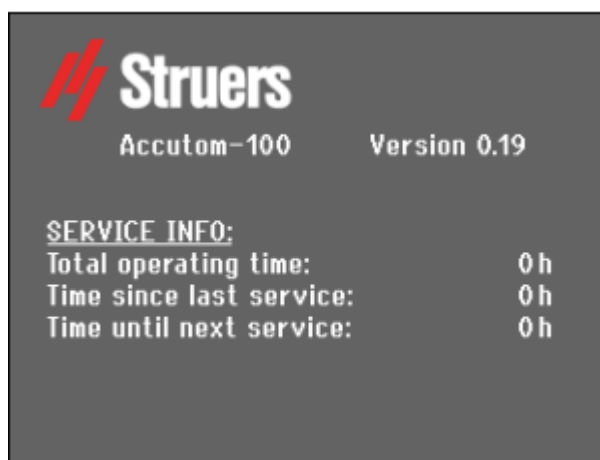 Struers
Accutom-100 Version 0.19
SERVICE INFO:
Total operating time: 0 h
Time since last service: 0 h
Time until next service: 0 h